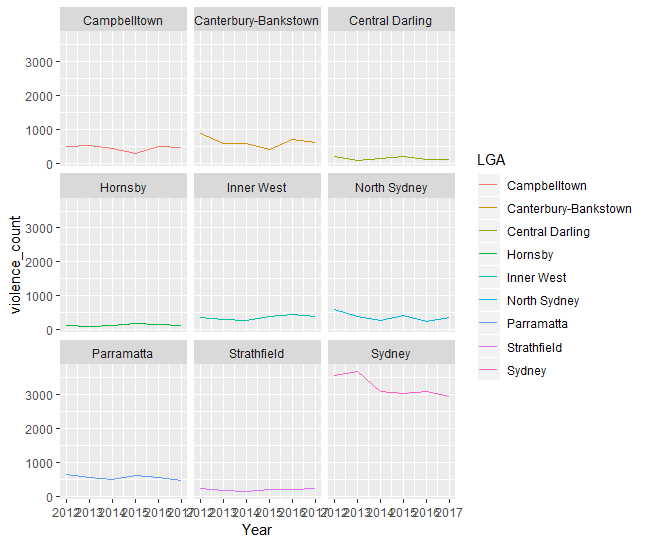 Campbelltown Canterbury-Bankstown Central Darling
3000
2000
1000
0
Hornsby Inner West North Sydney
3000
2000
1000
0
Parramatta Strathfield Sydney
3000
2000
1000
0
2012 2013 2014 2015 2016 2017 2012 2013 2014 2015 2016 2017 2012 2013 2014 2015 2016 2017
Year
violence_count
LGA
Campbelltown
Canterbury-Bankstown
Central Darling
Hornsby
Inner West
North Sydney
Parramatta
Strathfield
Sydney